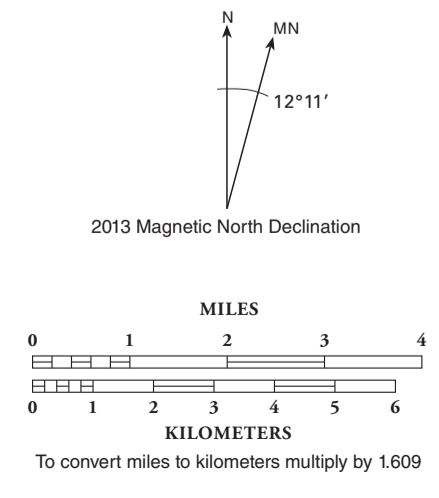 N
MN
12°11′
2013 Magnetic North Declination
MILES
0 1 2 3 4
0 1 2 3 4 5 6
KILOMETERS
To convert miles to kilometers multiply by 1.609